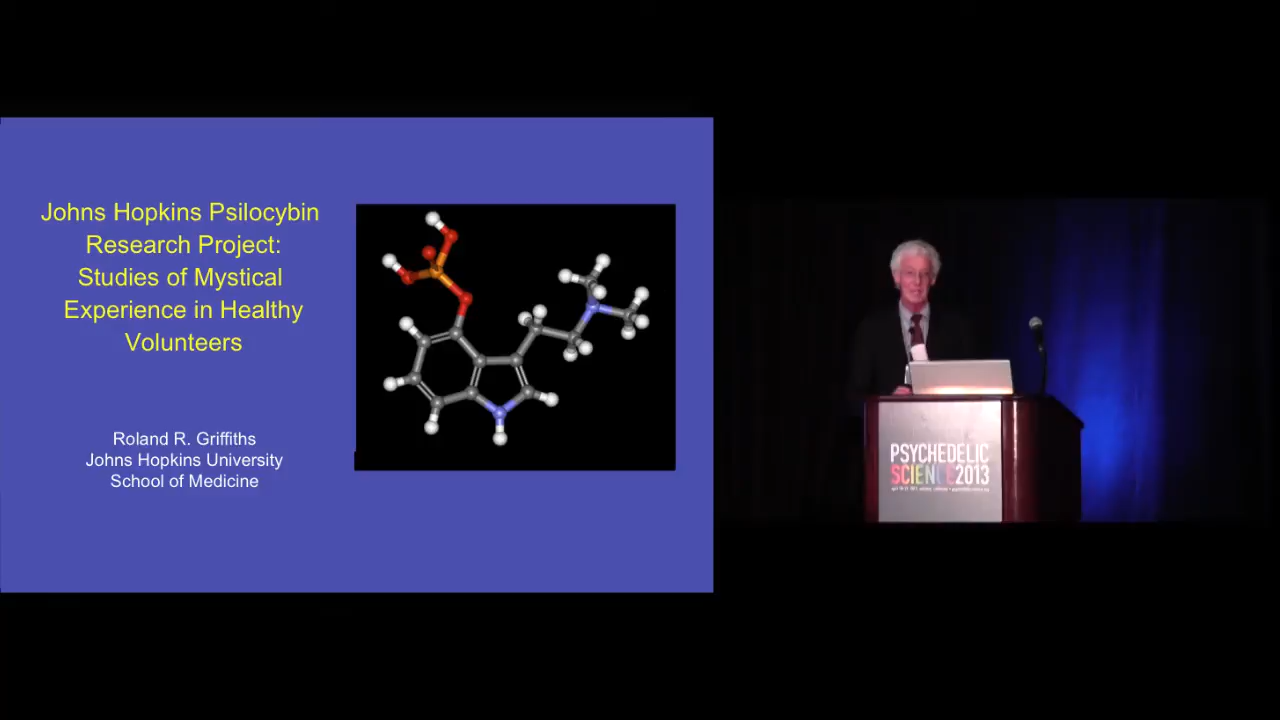 Johns Hopkins Psilocybin
Research Project:
Studies of Mystical
Experience in Healthy
Volunteers
Roland R. Griffiths
Johns Hopkins University
School of Medicine
PSYCHEDELIC
SCIENCE2013